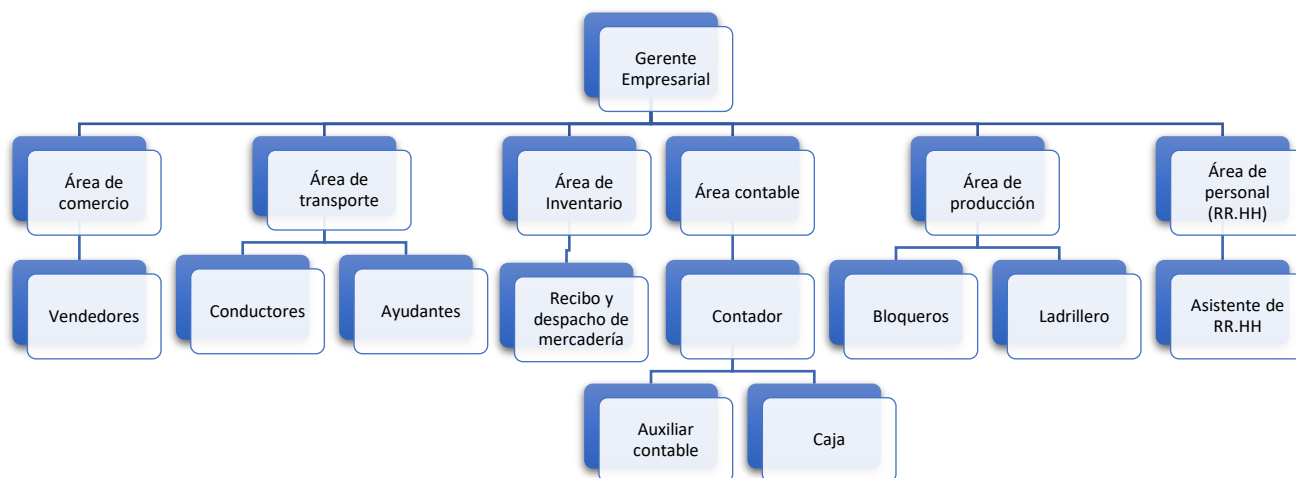 Gerente
Empresarial
Área de
comercio
Área de
transporte
Área de
Inventario
Área contable
Área de
producción
Área de
personal
(RR.HH)
Vendedores
Conductores
Ayudantes
Recibo y
despacho de
mercadería
Contador
Bloqueros
Ladrillero
Asistente de
RR.HH
Auxiliar
contable
Caja